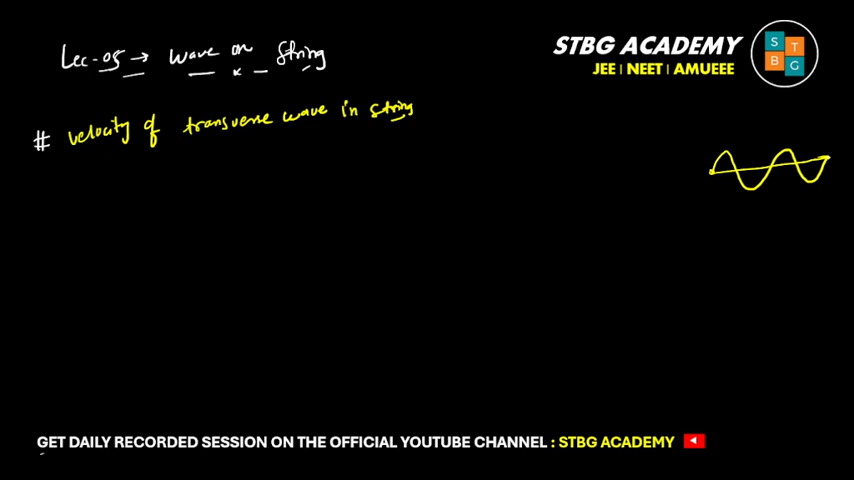 Lec-05 → Wave on String
STBG ACADEMY
JEE | NEET | AMUEEE
S T
B G
# velocity of transverse wave in string
GET DAILY RECORDED SESSION ON THE OFFICIAL YOUTUBE CHANNEL : STBG ACADEMY